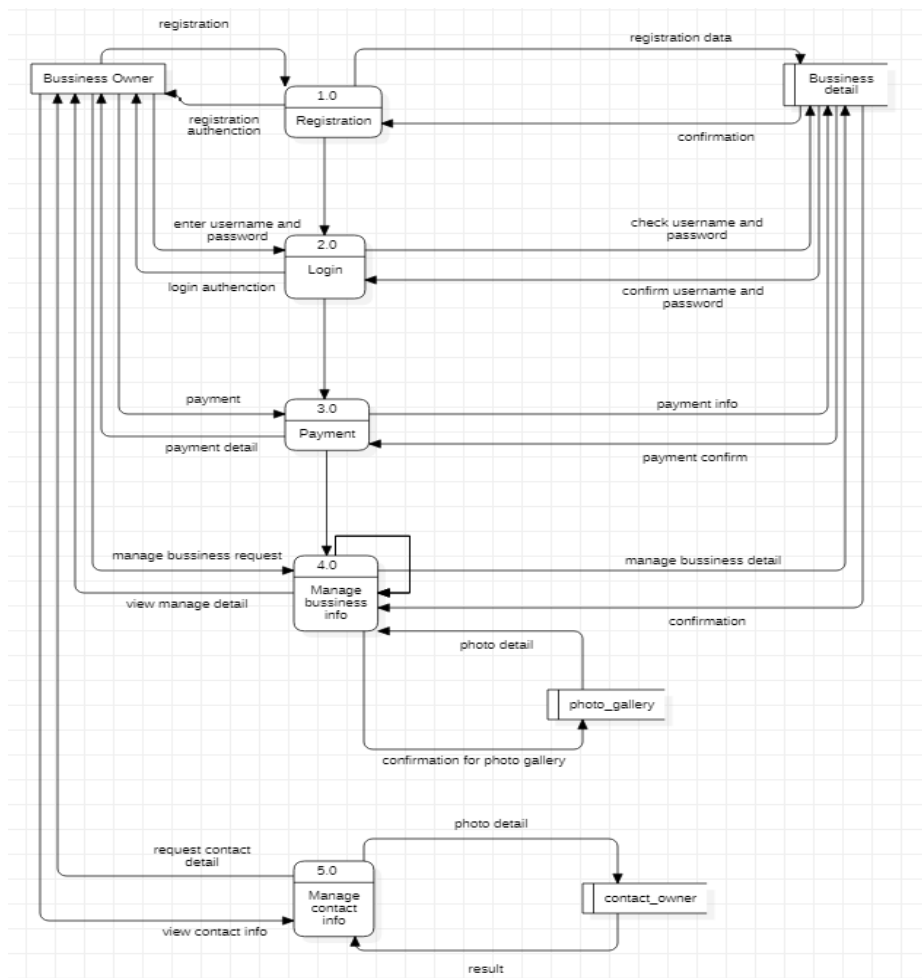 registration
registration data
Bussiness Owner
Bussiness
detail
1.0
Registration
registration
authenction
confirmation
enter username and
password
check username and
password
2.0
Login
login authenction
confirm username and
password
payment
payment info
3.0
Payment
payment detail
payment confirm
manage bussiness request
manage bussiness detail
4.0
Manage
bussiness
info
view manage detail
confirmation
photo detail
photo_gallery
confirmation for photo gallery
photo detail
request contact
detail
5.0
Manage
contact
info
contact_owner
view contact info
result